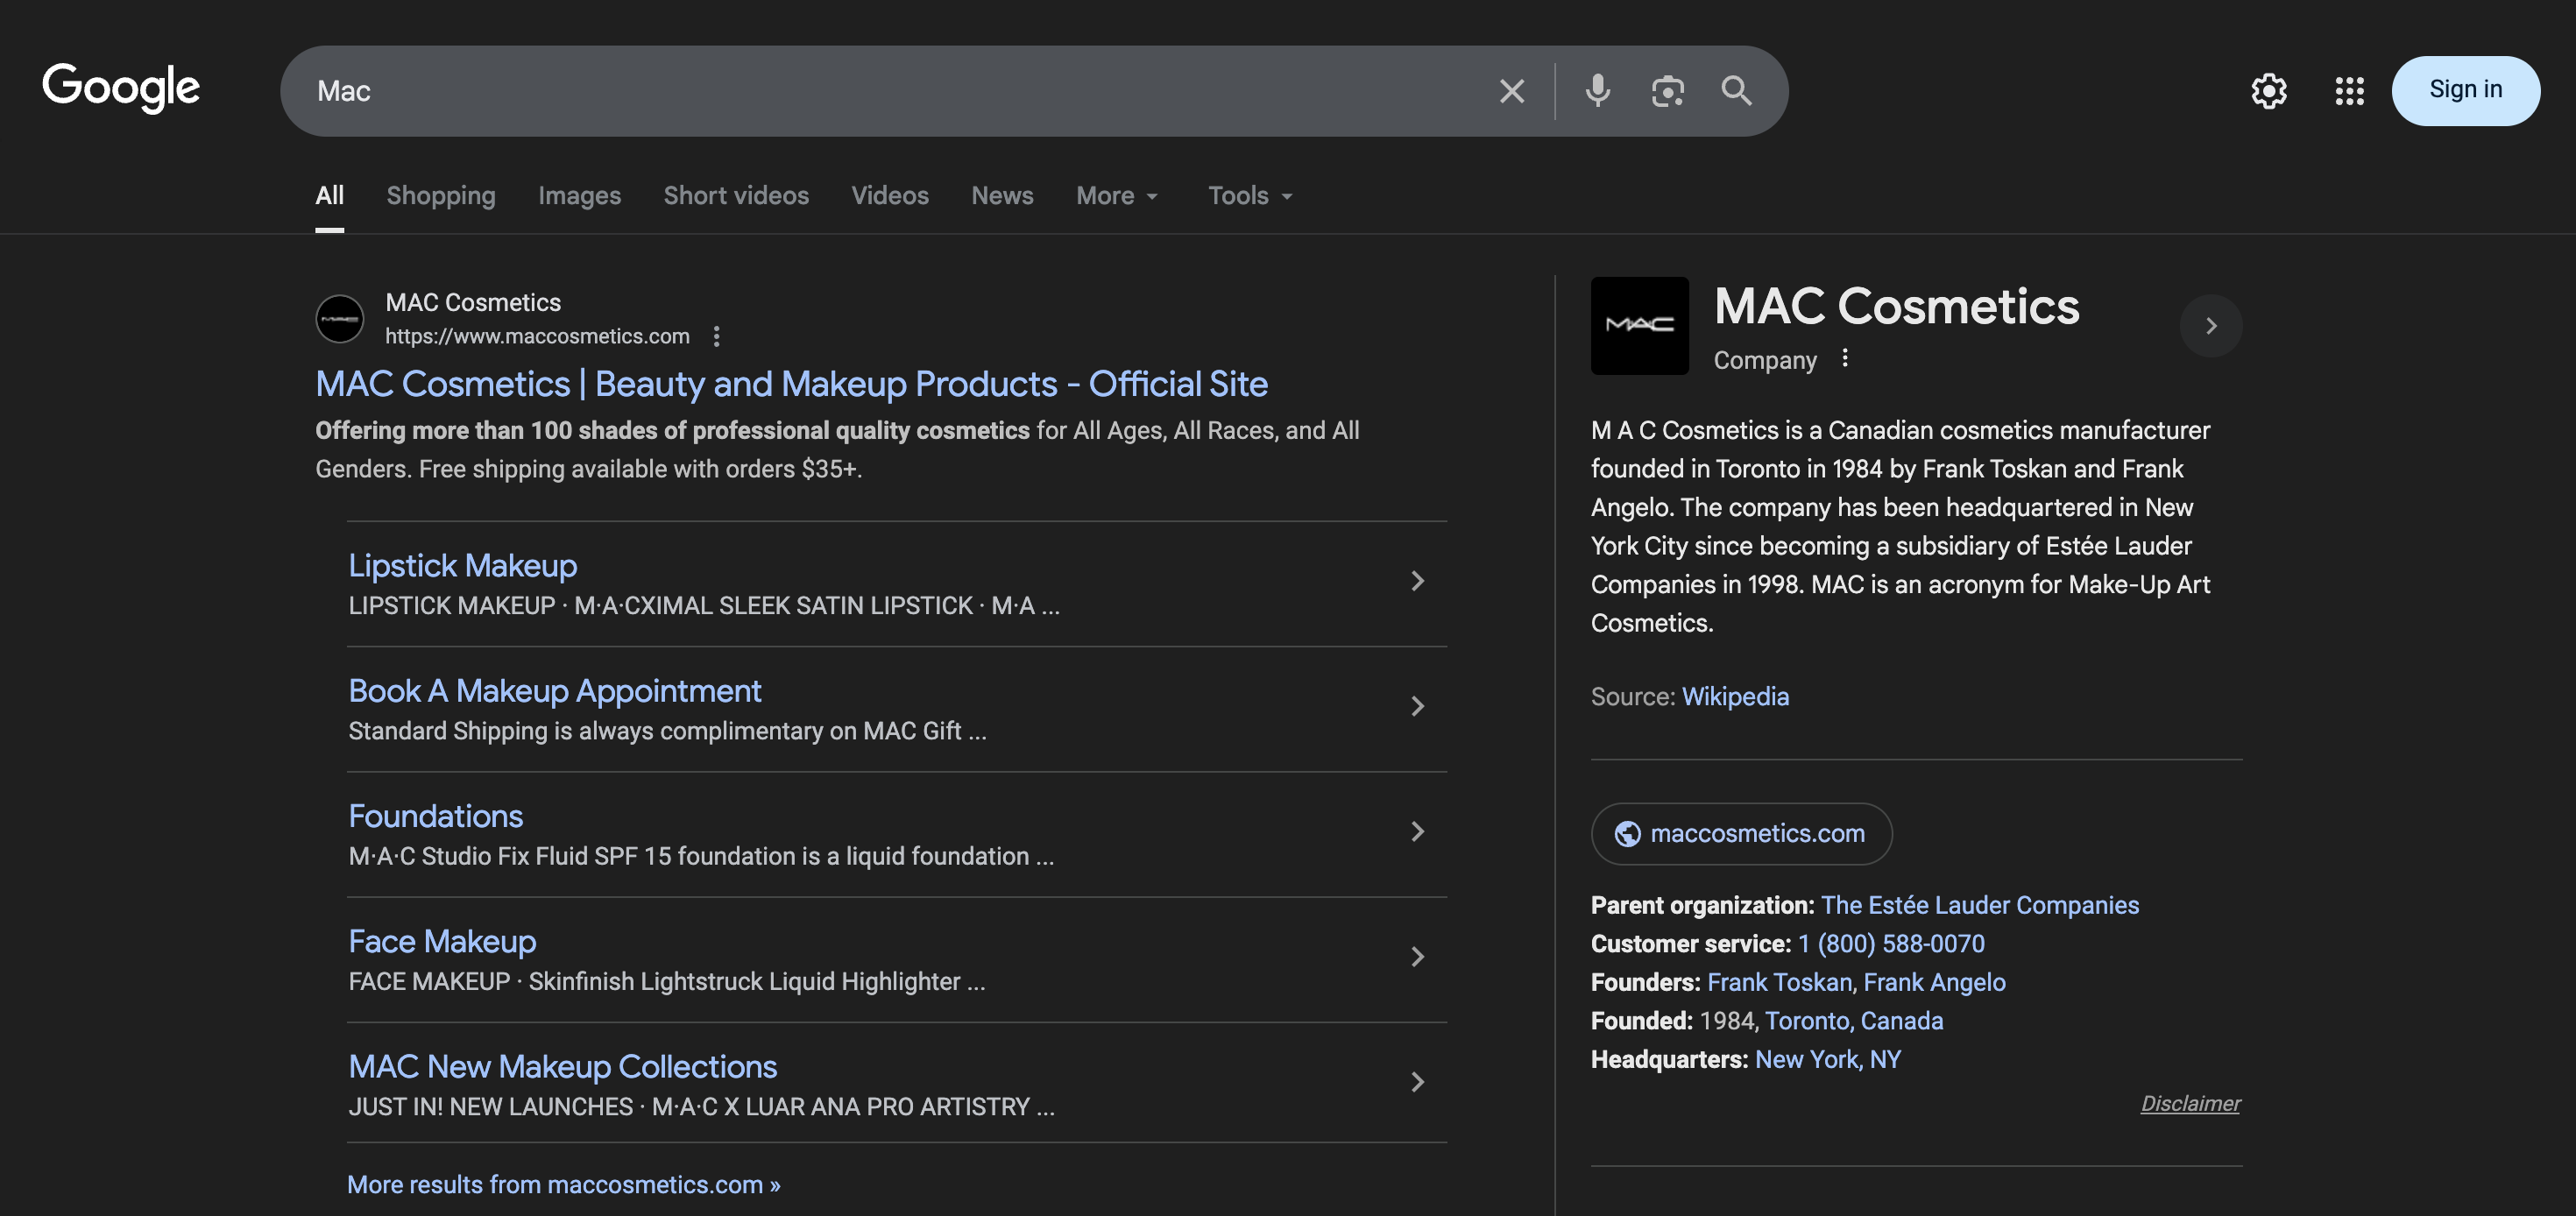 Google
Mac
Sign in
All
Shopping
Images
Short videos
Videos
News
More
Tools
MAC
MAC Cosmetics
https://www.maccosmetics.com
MAC Cosmetics | Beauty and Makeup Products - Official Site
Offering more than 100 shades of professional quality cosmetics for All Ages, All Races, and All
Genders. Free shipping available with orders $35+.
Lipstick Makeup
LIPSTICK MAKEUP · M·A·CXIMAL SLEEK SATIN LIPSTICK · M·A ...
Book A Makeup Appointment
Standard Shipping is always complimentary on MAC Gift ...
Foundations
M·A·C Studio Fix Fluid SPF 15 foundation is a liquid foundation ...
Face Makeup
FACE MAKEUP · Skinfinish Lightstruck Liquid Highlighter ...
MAC New Makeup Collections
JUST IN! NEW LAUNCHES · M·A·C X LUAR ANA PRO ARTISTRY ...
More results from maccosmetics.com »
MAC
MAC Cosmetics
Company
M A C Cosmetics is a Canadian cosmetics manufacturer
founded in Toronto in 1984 by Frank Toskan and Frank
Angelo. The company has been headquartered in New
York City since becoming a subsidiary of Estée Lauder
Companies in 1998. MAC is an acronym for Make-Up Art
Cosmetics.
Source: Wikipedia
maccosmetics.com
Parent organization: The Estée Lauder Companies
Customer service: 1 (800) 588-0070
Founders: Frank Toskan, Frank Angelo
Founded: 1984, Toronto, Canada
Headquarters: New York, NY
Disclaimer